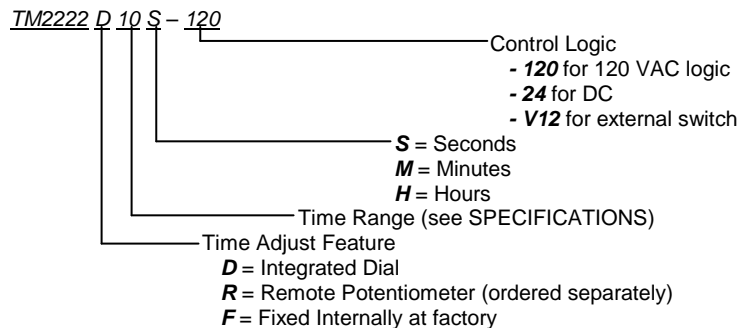 TM2222 D 10 S – 120
Control Logic
- 120 for 120 VAC logic
- 24 for DC
- V12 for external switch
S = Seconds
M = Minutes
H = Hours
Time Range (see SPECIFICATIONS)
Time Adjust Feature
D = Integrated Dial
R = Remote Potentiometer (ordered separately)
F = Fixed Internally at factory